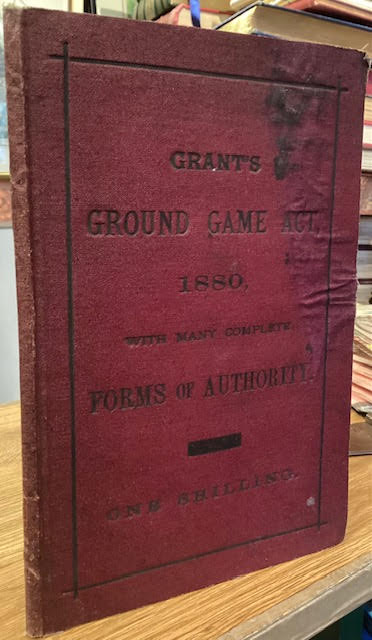 GRANT'S
GROUND GAME ACT,
1880,
WITH MANY COMPLETE
FORMS OF AUTHORITY.
ONE SHILLING.